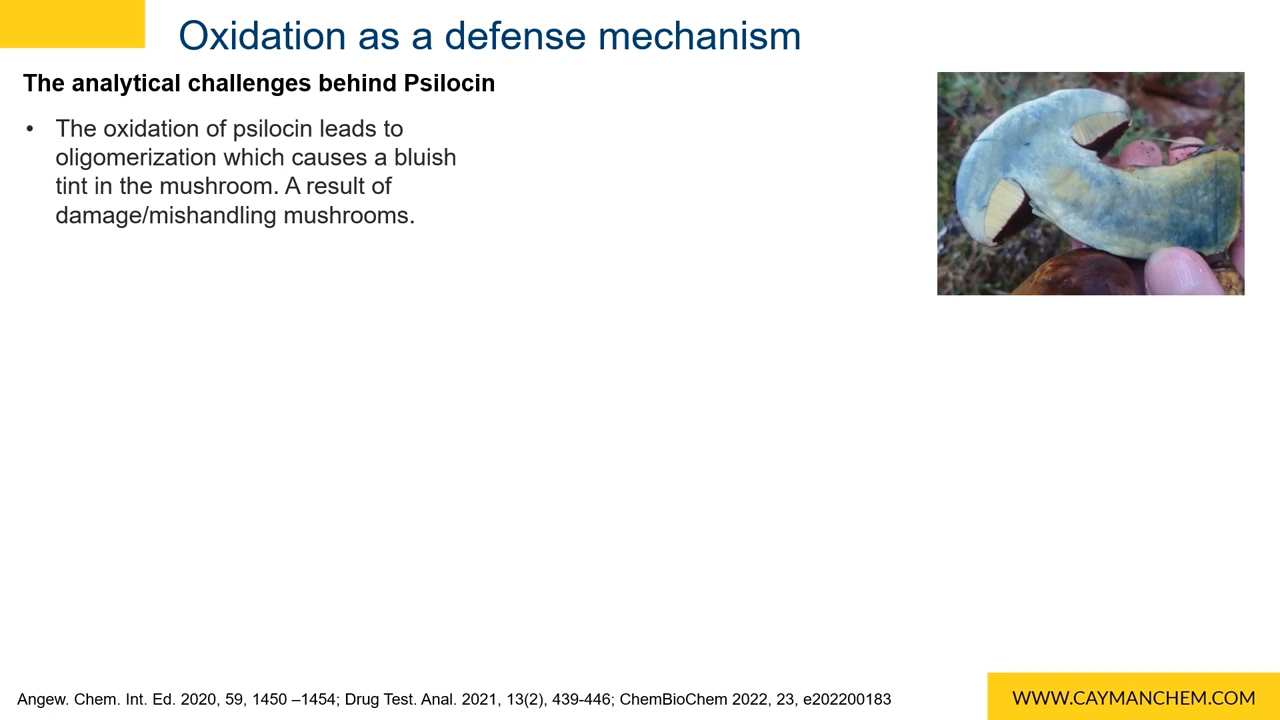 Oxidation as a defense mechanism
The analytical challenges behind Psilocin
• The oxidation of psilocin leads to
oligomerization which causes a bluish
tint in the mushroom. A result of
damage/mishandling mushrooms.
Angew. Chem. Int. Ed. 2020, 59, 1450 –1454; Drug Test. Anal. 2021, 13(2), 439-446; ChemBioChem 2022, 23, e202200183
WWW.CAYMANCHEM.COM